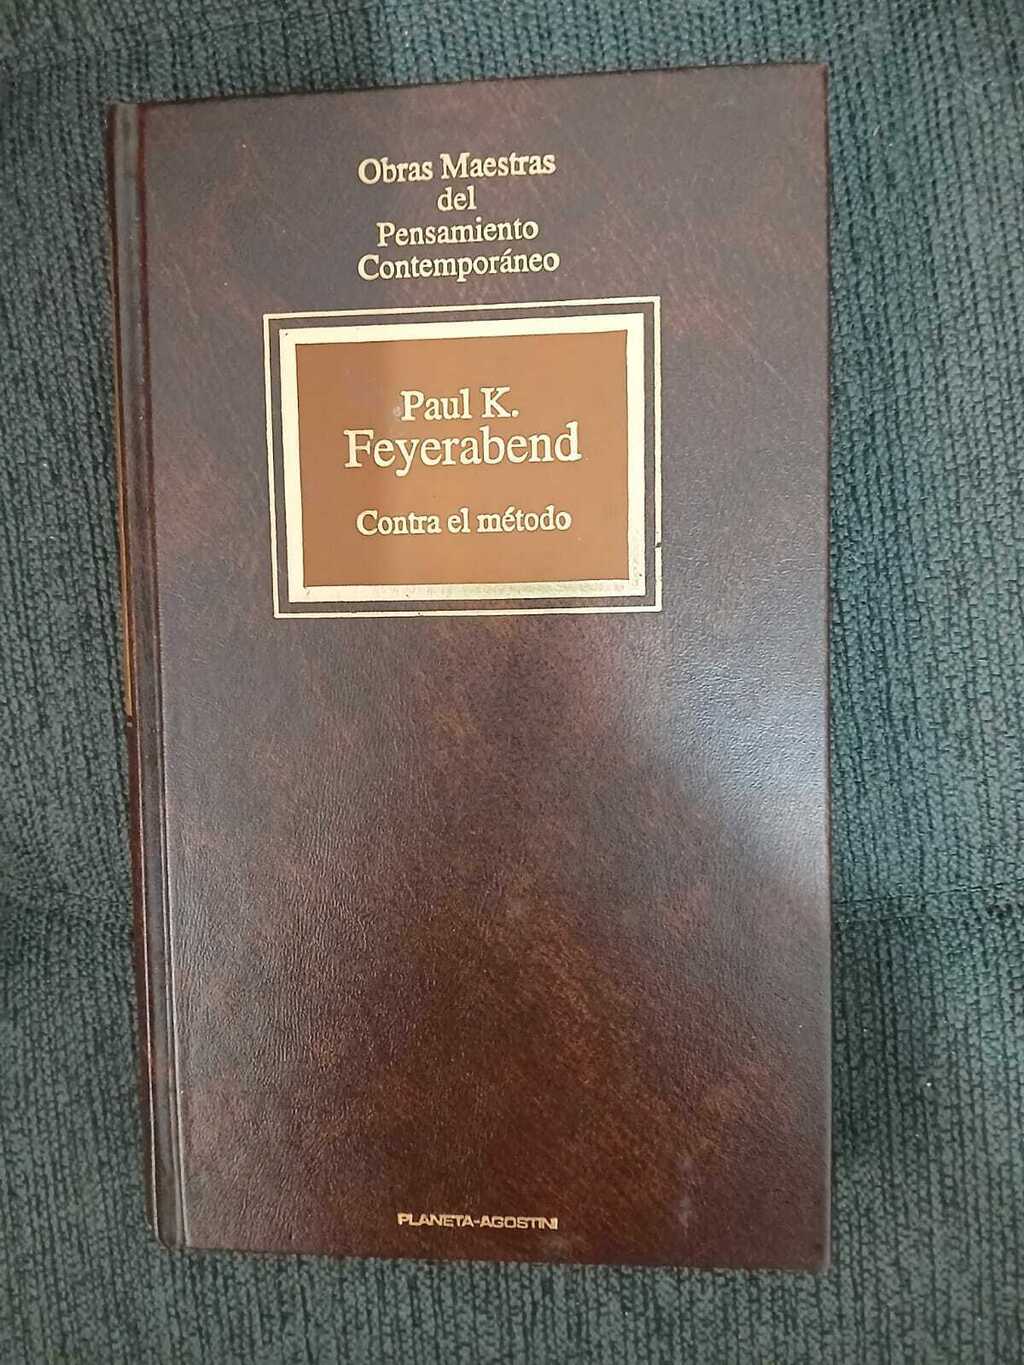 Obras Maestras
del
Pensamiento
Contemporáneo
Paul K.
Feyerabend
Contra el método
PLANETA-AGOSTINI